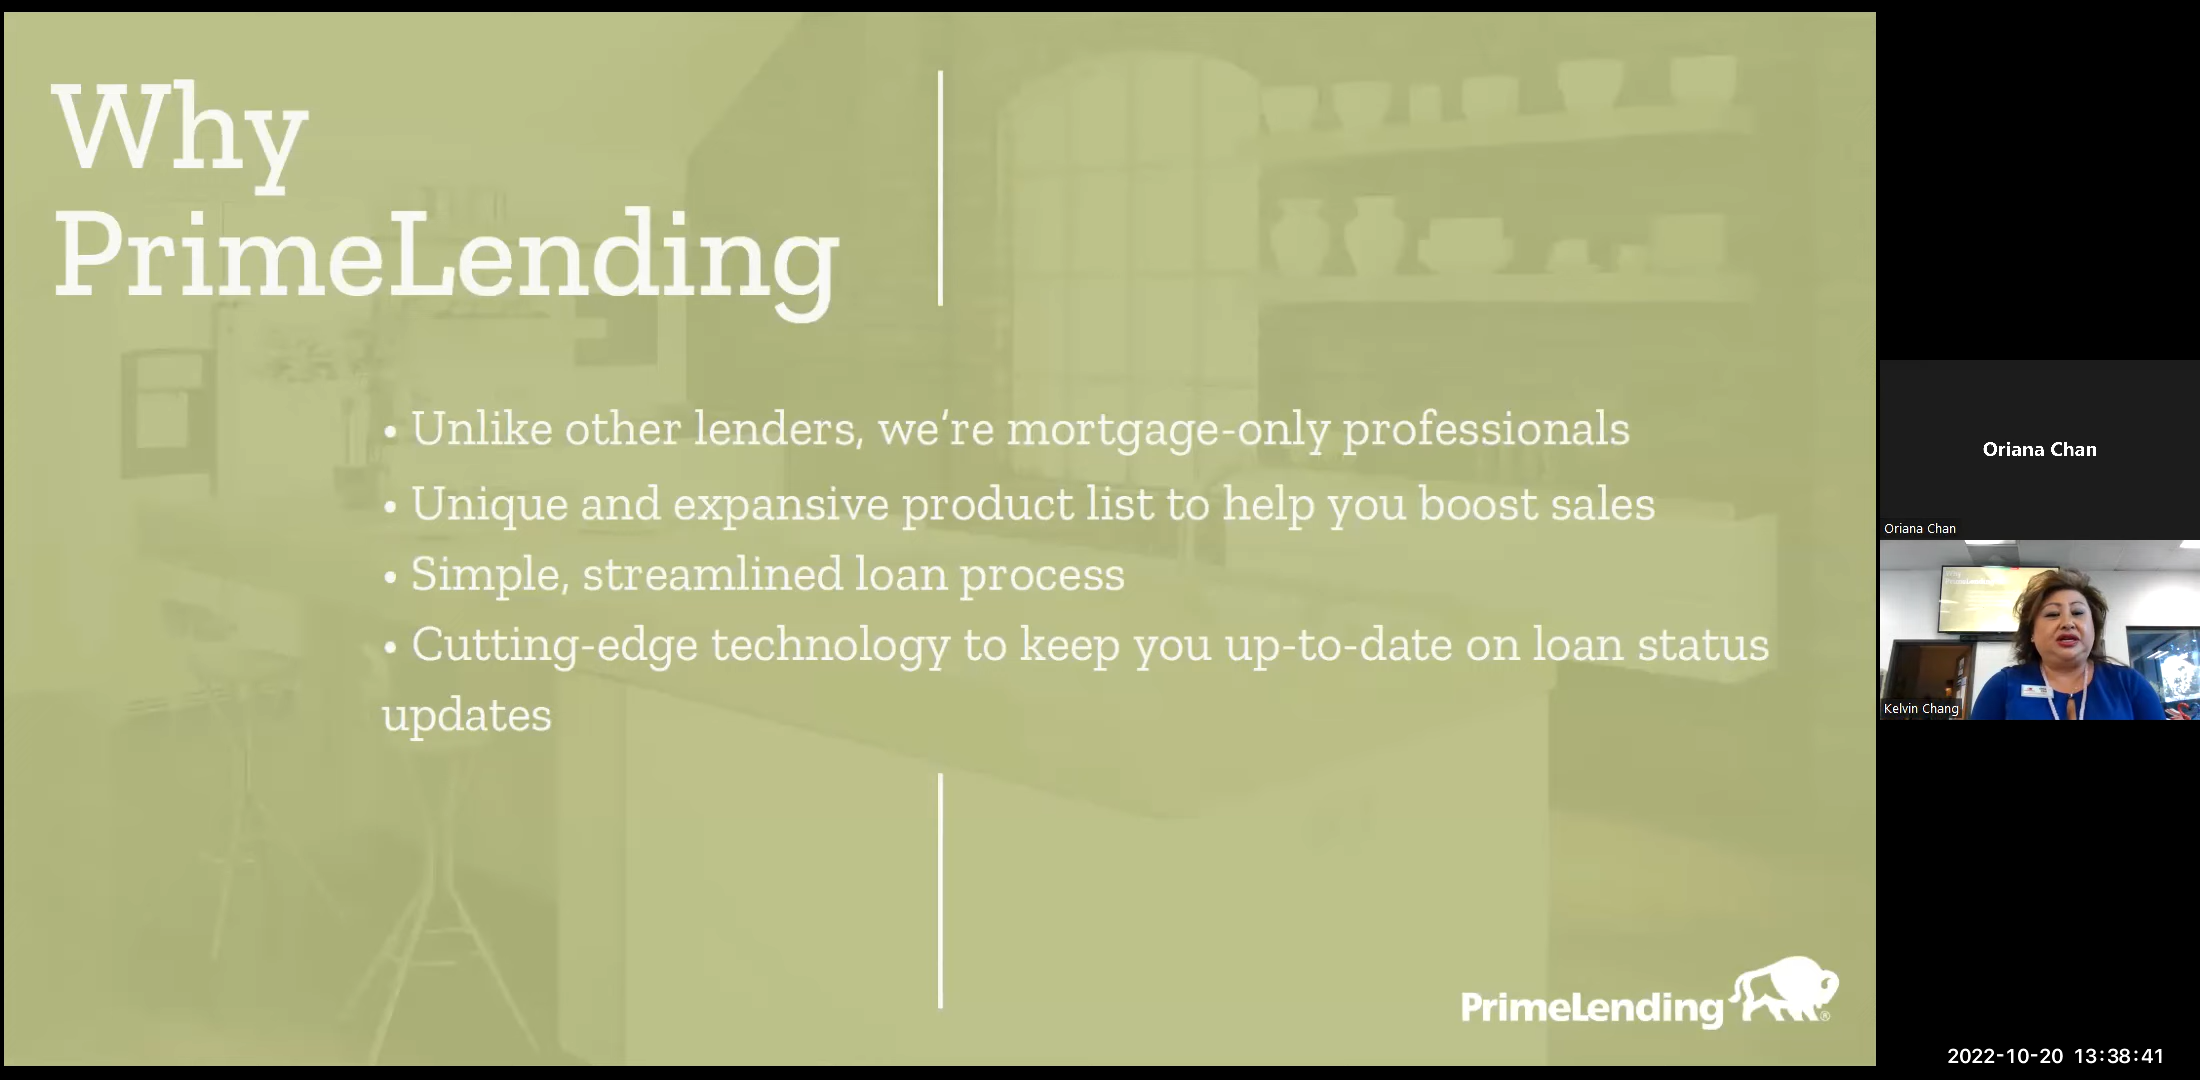 Why
PrimeLending
• Unlike other lenders, we’re mortgage-only professionals
• Unique and expansive product list to help you boost sales
• Simple, streamlined loan process
• Cutting-edge technology to keep you up-to-date on loan status
updates
PrimeLending®
Oriana Chan
Oriana Chan
Why
PrimeLending
Kelvin Chang
2022-10-20 13:38:41